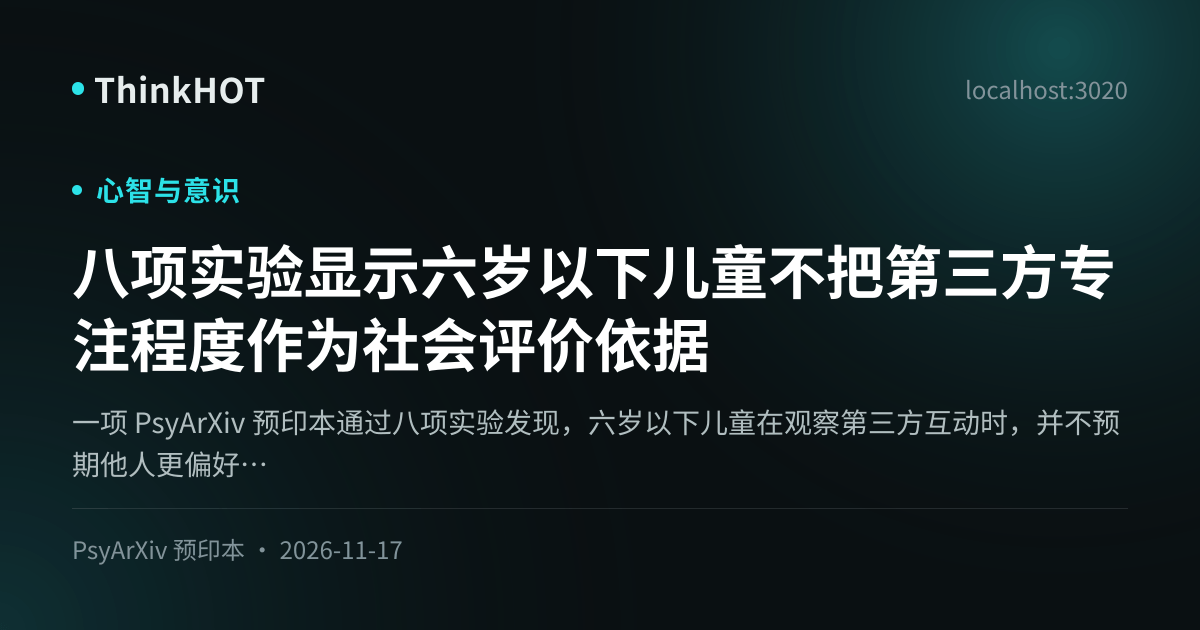 ThinkHOT
localhost:3020
心智与意识
八项实验显示六岁以下儿童不把第三方专
注程度作为社会评价依据
一项 PsyArXiv 预印本通过八项实验发现，六岁以下儿童在观察第三方互动时，并不预
期他人更偏好…
PsyArXiv 预印本 · 2026-11-17